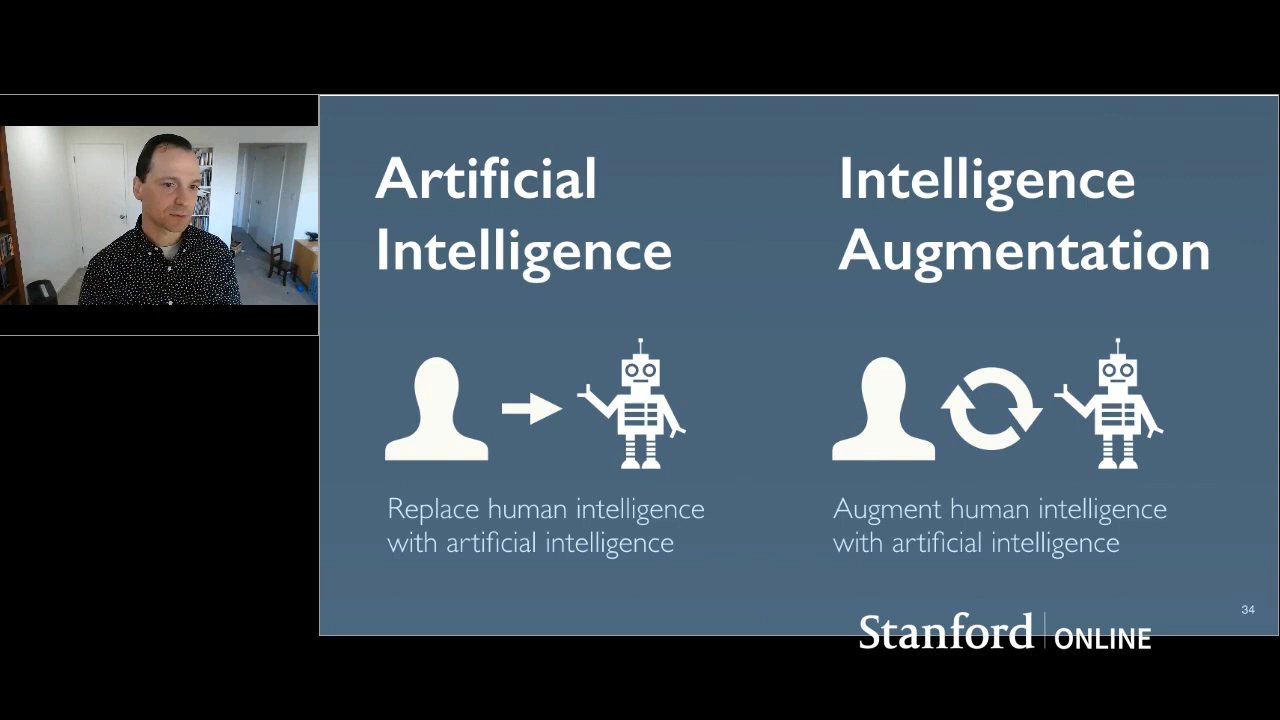 Artificial
Intelligence
Replace human intelligence
with artificial intelligence
Intelligence
Augmentation
Augment human intelligence
with artificial intelligence
34
Stanford ONLINE